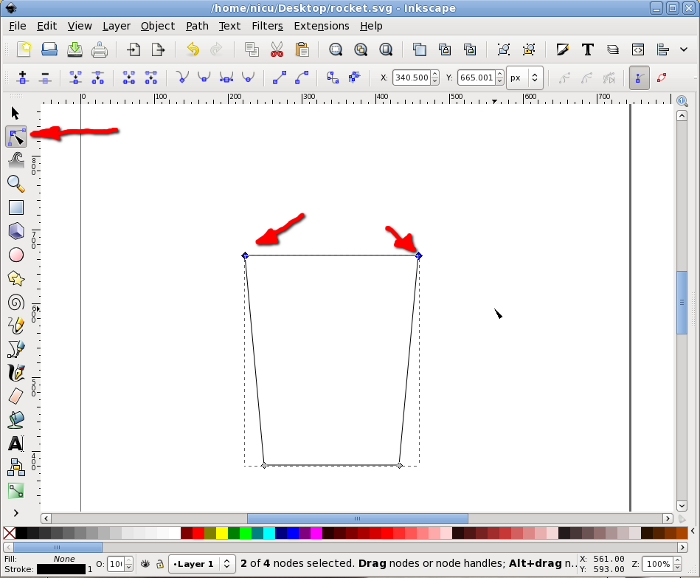 /home/nicu/Desktop/rocket.svg - Inkscape
File Edit View Layer Object Path Text Filters Extensions Help
X: 340.500 Y: 665.001 px
0 100 200 300 400 500 600 700
Fill: None
Stroke: 1
O:
Layer 1
2 of 4 nodes selected. Drag nodes or node handles; Alt+drag n..
X: 561.00
Y: 593.00
Z: 100%